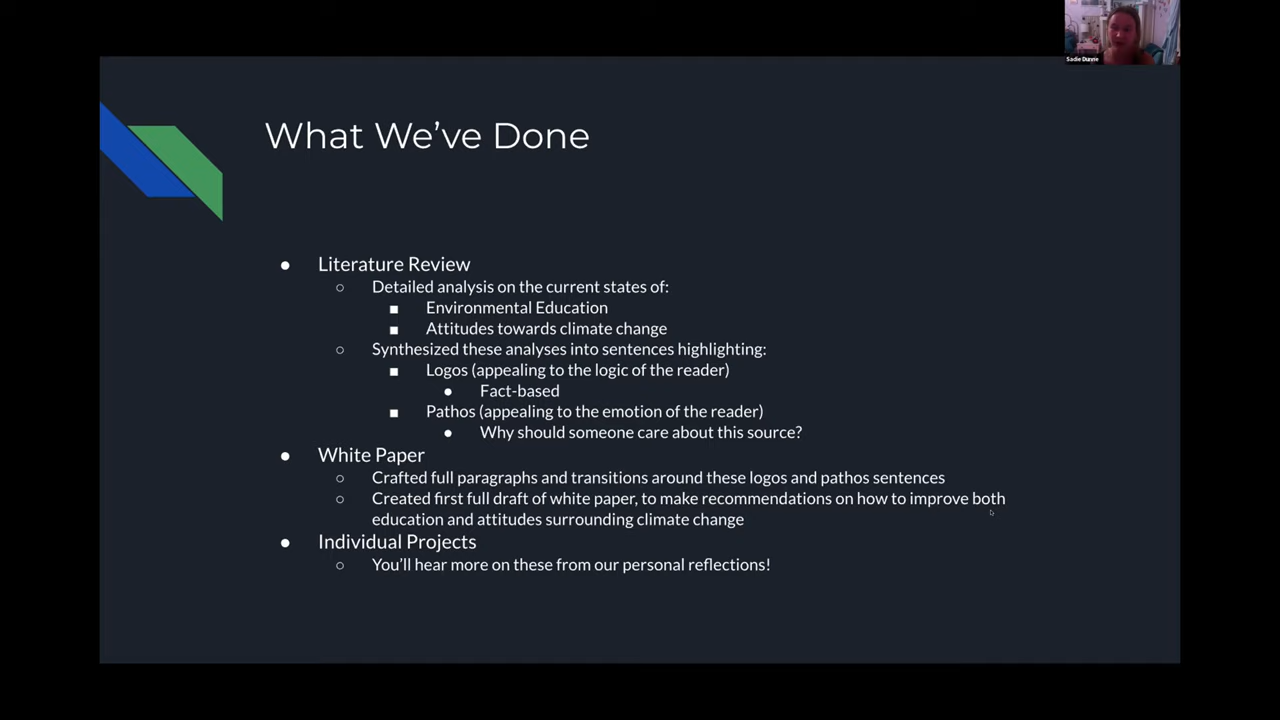 Sadie Dunne
What We've Done
● Literature Review
○ Detailed analysis on the current states of:
■ Environmental Education
■ Attitudes towards climate change
○ Synthesized these analyses into sentences highlighting:
■ Logos (appealing to the logic of the reader)
● Fact-based
■ Pathos (appealing to the emotion of the reader)
● Why should someone care about this source?
● White Paper
○ Crafted full paragraphs and transitions around these logos and pathos sentences
○ Created first full draft of white paper, to make recommendations on how to improve both
education and attitudes surrounding climate change
● Individual Projects
○ You'll hear more on these from our personal reflections!